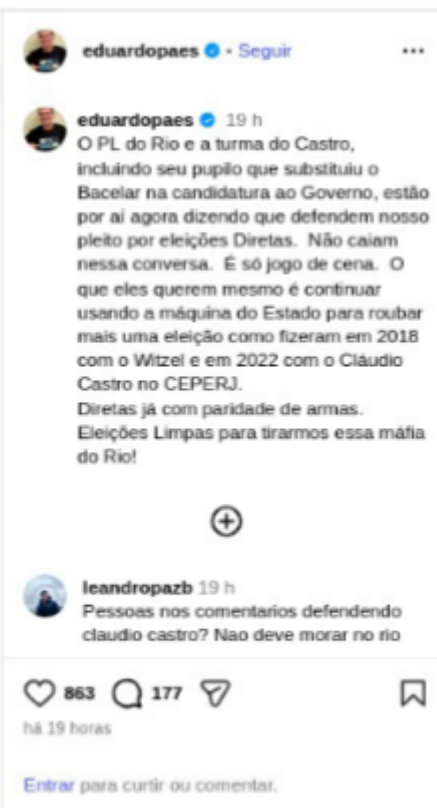 eduardopaes • Seguir
eduardopaes 19 h
O PL do Rio e a turma do Castro,
incluindo seu pupilo que substituiu o
Bacelar na candidatura ao Governo, estão
por aí agora dizendo que defendem nosso
pleito por eleições Diretas. Não caiam
nessa conversa. É só jogo de cena. O
que eles querem mesmo é continuar
usando a máquina do Estado para roubar
mais uma eleição como fizeram em 2018
com o Witzel e em 2022 com o Cláudio
Castro no CEPERJ.
Diretas já com paridade de armas.
Eleições Limpas para tirarmos essa máfia
do Rio!
leandropazb 19 h
Pessoas nos comentarios defendendo
claudio castro? Nao deve morar no rio
863 177
há 19 horas
Entrar para curtir ou comentar.